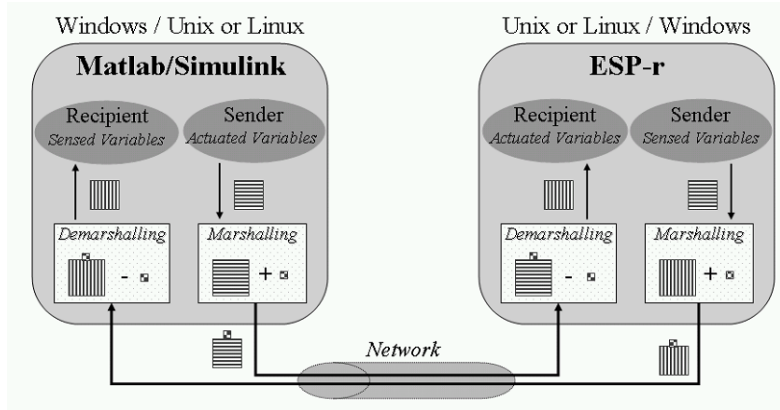 Windows / Unix or Linux
Unix or Linux / Windows
Matlab/Simulink
ESP-r
Recipient
Sensed Variables
Sender
Actuated Variables
Recipient
Actuated Variables
Sender
Sensed Variables
Demarshalling
-
Marshalling
+
Demarshalling
-
Marshalling
+
Network